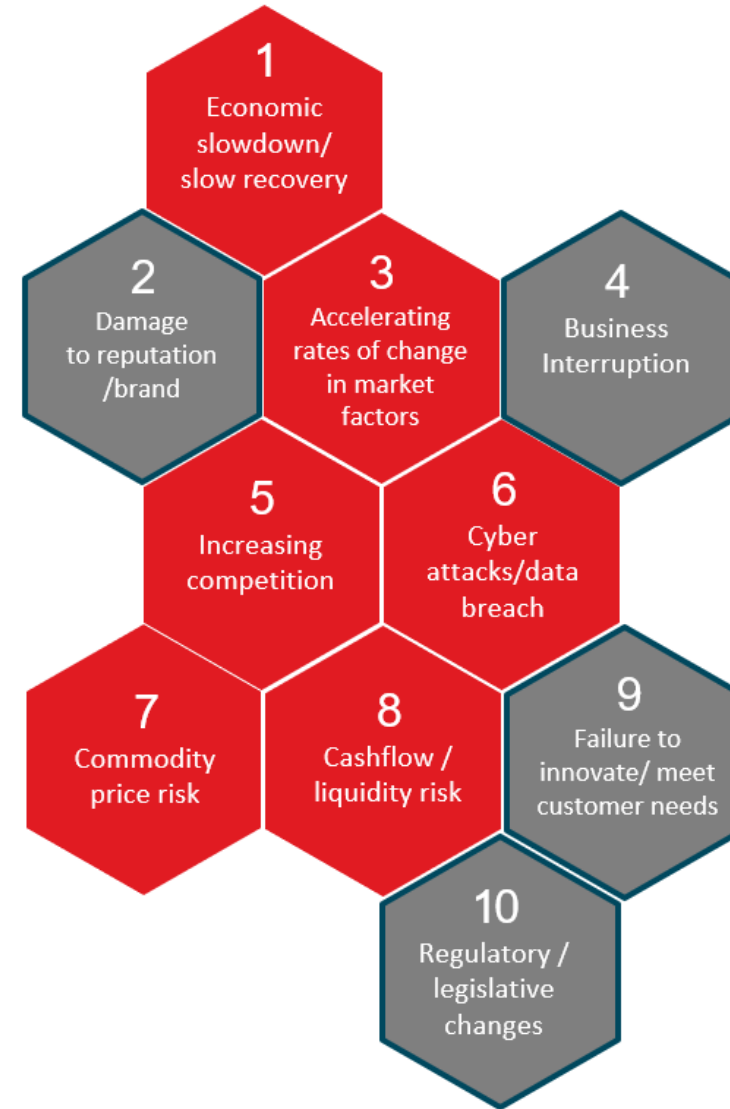 1
Economic
slowdown/
slow recovery
2
Damage
to reputation
/brand
3
Accelerating
rates of change
in market
factors
4
Business
Interruption
5
Increasing
competition
6
Cyber
attacks/data
breach
7
Commodity
price risk
8
Cashflow /
liquidity risk
9
Failure to
innovate/ meet
customer needs
10
Regulatory /
legislative
changes